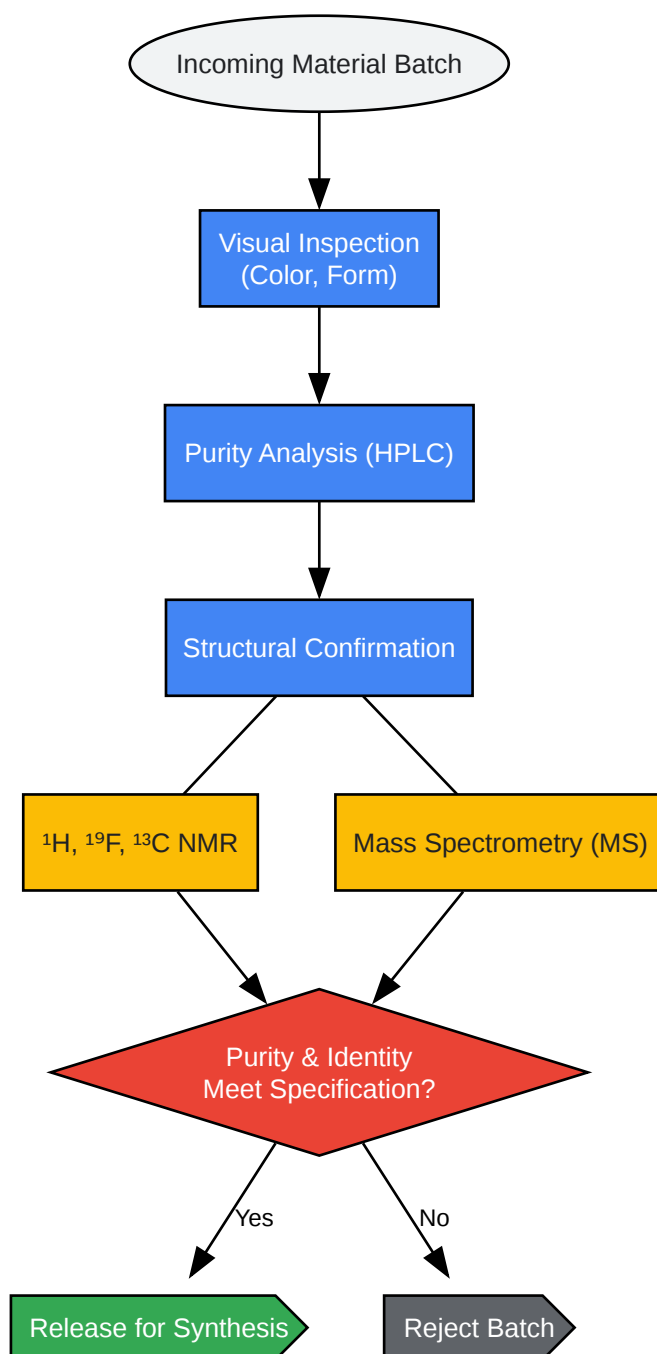 Incoming Material Batch
Visual Inspection
(Color, Form)
Purity Analysis (HPLC)
Structural Confirmation
¹H, ¹⁹F, ¹³C NMR
Mass Spectrometry (MS)
Purity & Identity
Meet Specification?
Yes
No
Release for Synthesis
Reject Batch